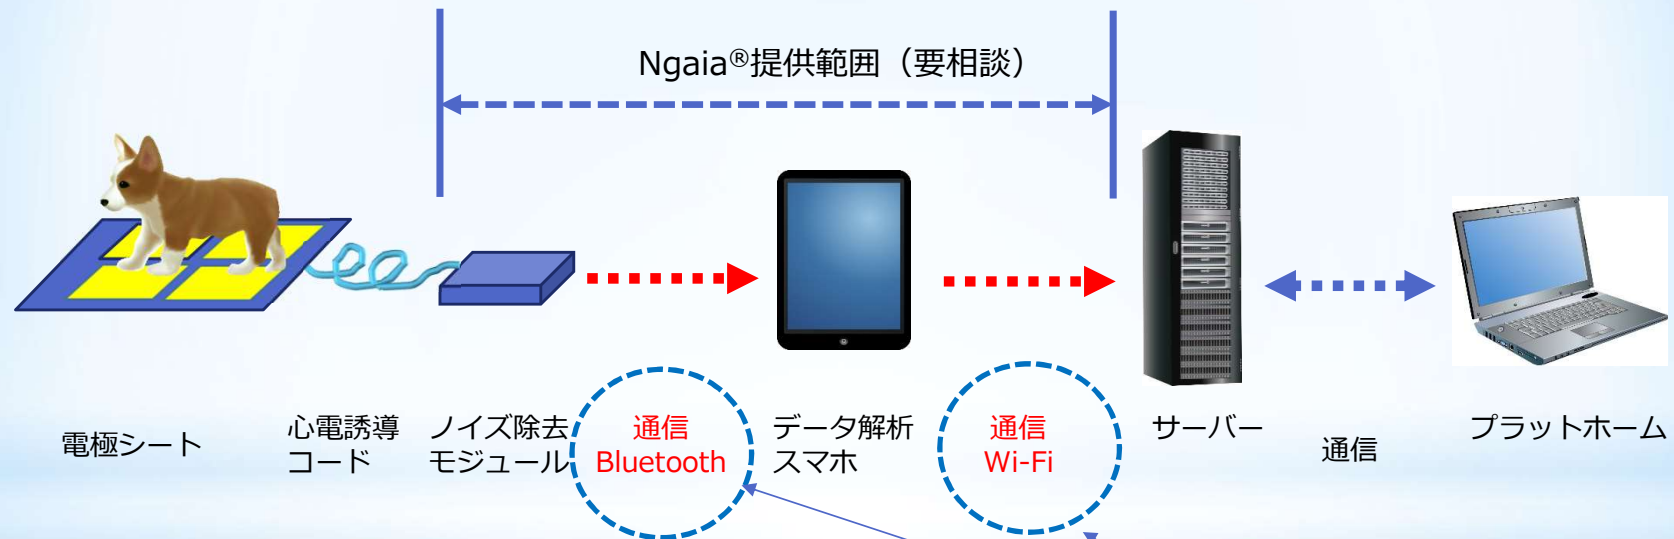 Ngaia®提供範囲（要相談）
電極シート
心電誘導
コード
ノイズ除去
モジュール
通信
Bluetooth
データ解析
スマホ
通信
Wi-Fi
サーバー
通信
プラットホーム